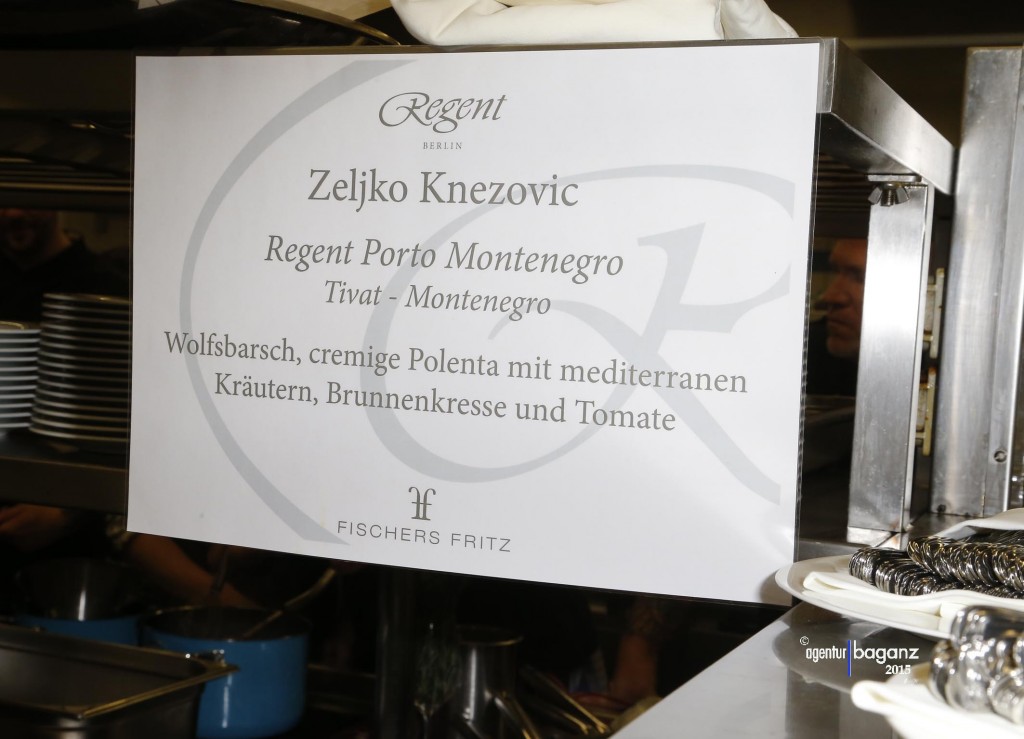 Regent
BERLIN
Zeljko Knezovic
Regent Porto Montenegro
Tivat - Montenegro
Wolfsbarsch, cremige Polenta mit mediterranen
Kräutern, Brunnenkresse und Tomate
FISCHERS FRITZ
© agentur|baganz
2015